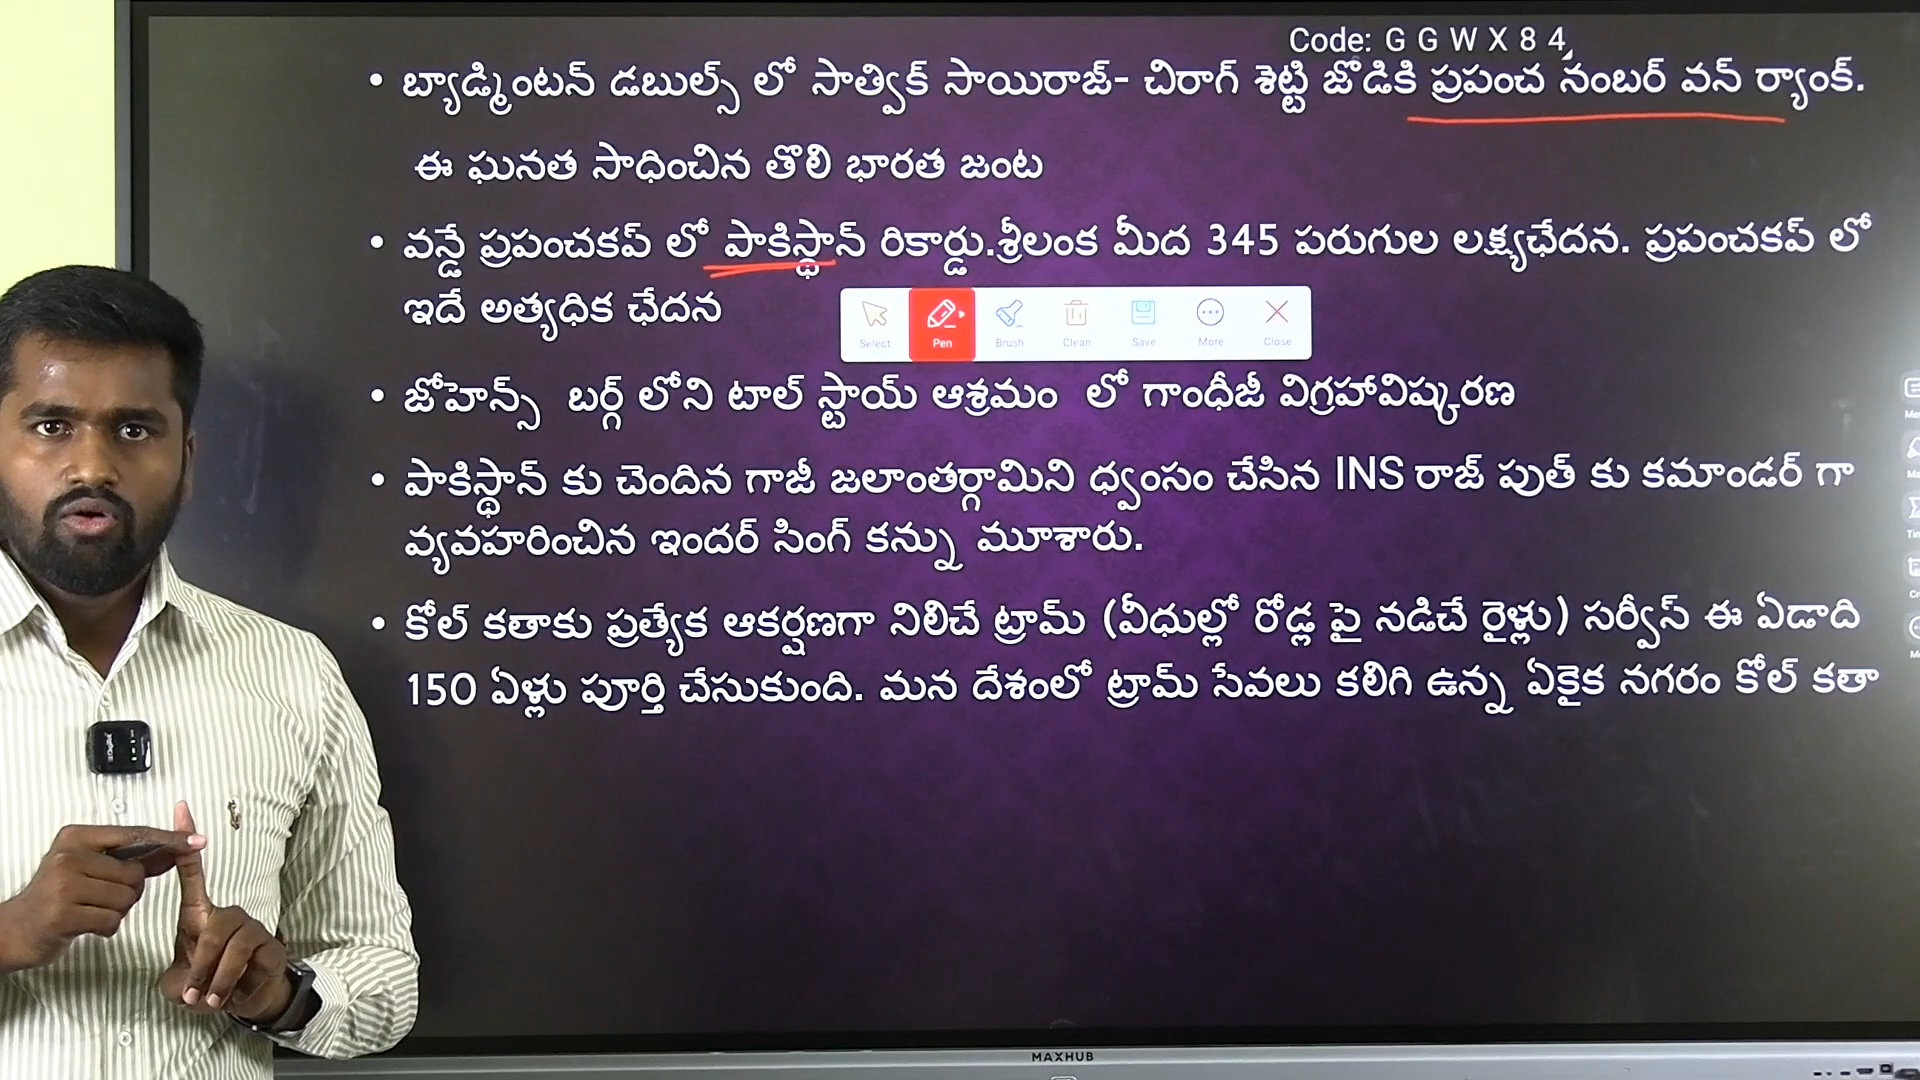 Code: G G W X 8 4
• బ్యాడ్మింటన్ డబుల్స్ లో సాత్విక్ సాయిరాజ్- చిరాగ్ శెట్టి జోడికి ప్రపంచ నంబర్ వన్ ర్యాంక్.
ఈ ఘనత సాధించిన తొలి భారత జంట
• వన్డే ప్రపంచకప్ లో పాకిస్థాన్ రికార్డు.శ్రీలంక మీద 345 పరుగుల లక్ష్యఛేదన. ప్రపంచకప్ లో
ఇదే అత్యధిక ఛేదన
Select Pen Brush Clean Save More Close
• జోహెన్స్ బర్గ్ లోని టాల్ స్టాయ్ ఆశ్రమం లో గాంధీజీ విగ్రహావిష్కరణ
• పాకిస్థాన్ కు చెందిన గాజీ జలాంతర్గామిని ధ్వంసం చేసిన INS రాజ్ పుత్ కు కమాండర్ గా
వ్యవహరించిన ఇందర్ సింగ్ కన్ను మూశారు.
• కోల్ కతాకు ప్రత్యేక ఆకర్షణగా నిలిచే ట్రామ్ (వీధుల్లో రోడ్ల పై నడిచే రైళ్లు) సర్వీస్ ఈ ఏడాది
150 ఏళ్లు పూర్తి చేసుకుంది. మన దేశంలో ట్రామ్ సేవలు కలిగి ఉన్న ఏకైక నగరం కోల్ కతా
MAXHUB